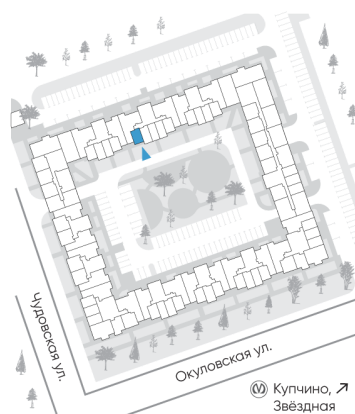 Чудовская ул.
Окуловская ул.
М Купчино, ↗
Звёздная